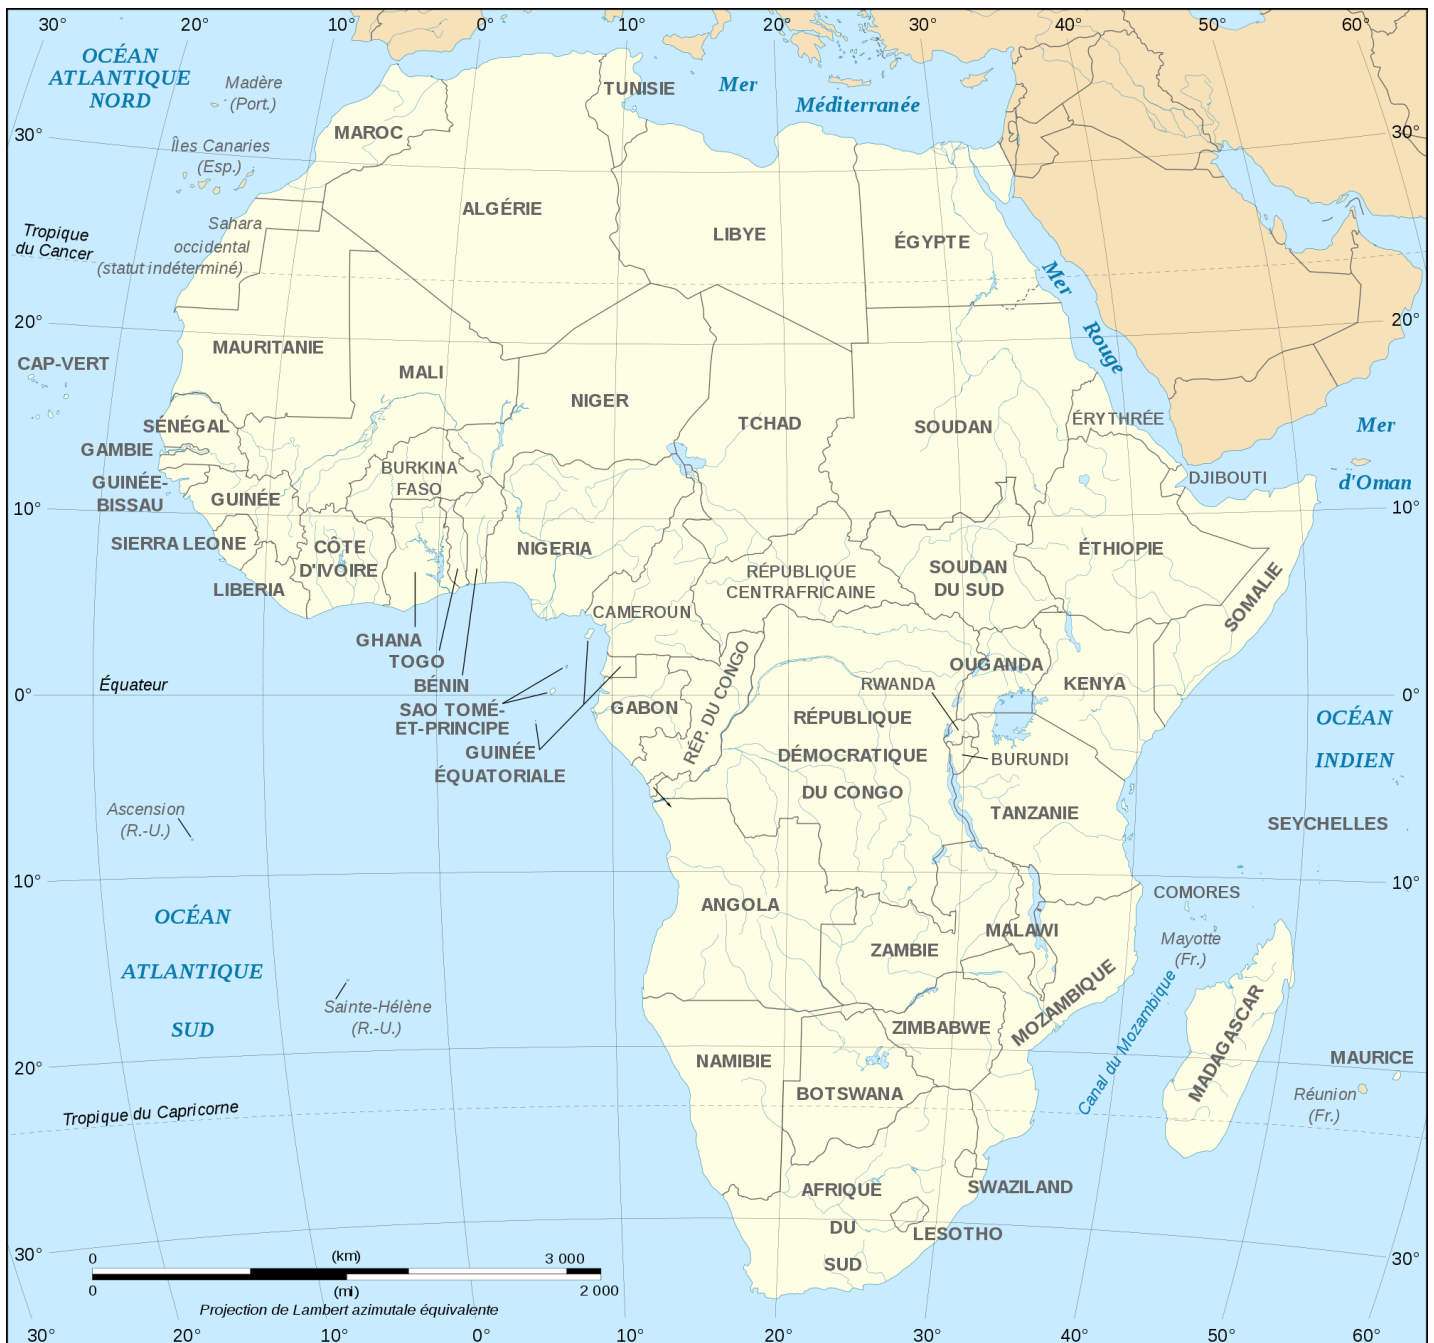 30°
20°
10°
0°
10°
20°
30°
40°
50°
60°
OCÉAN
ATLANTIQUE
NORD
Madère
(Port.)
TUNISIE
Mer
Méditerranée
30°
MAROC
30°
Îles Canaries
(Esp.)
ALGÉRIE
LIBYE
ÉGYPTE
Sahara
occidental
(statut indéterminé)
Tropique
du Cancer
Mer
Rouge
20°
20°
MAURITANIE
CAP-VERT
MALI
NIGER
TCHAD
SOUDAN
ÉRYTHRÉE
Mer
d'Oman
SÉNÉGAL
GAMBIE
BURKINA
FASO
DJIBOUTI
GUINÉE-
BISSAU
GUINÉE
10°
10°
SIERRA LEONE
CÔTE
D'IVOIRE
NIGERIA
ÉTHIOPIE
RÉPUBLIQUE
CENTRAFRICAINE
SOUDAN
DU SUD
SOMALIE
LIBERIA
CAMEROUN
GHANA
TOGO
BÉNIN
SAO TOMÉ-
ET-PRINCIPE
GUINÉE
ÉQUATORIALE
OUGANDA
RWANDA
KENYA
Équateur
0°
0°
GABON
RÉP. DU CONGO
RÉPUBLIQUE
DÉMOCRATIQUE
DU CONGO
OCÉAN
INDIEN
BURUNDI
TANZANIE
Ascension
(R.-U.)
SEYCHELLES
10°
10°
COMORES
ANGOLA
OCÉAN
ATLANTIQUE
SUD
MALAWI
ZAMBIE
Mayotte
(Fr.)
Sainte-Hélène
(R.-U.)
MOZAMBIQUE
Canal du Mozambique
MADAGASCAR
ZIMBABWE
NAMIBIE
MAURICE
20°
20°
BOTSWANA
Réunion
(Fr.)
Tropique du Capricorne
AFRIQUE
DU
SUD
SWAZILAND
LESOTHO
30°
30°
0
(km)
3 000
0
(mi)
2 000
Projection de Lambert azimutale équivalente
30°
20°
10°
0°
10°
20°
30°
40°
50°
60°